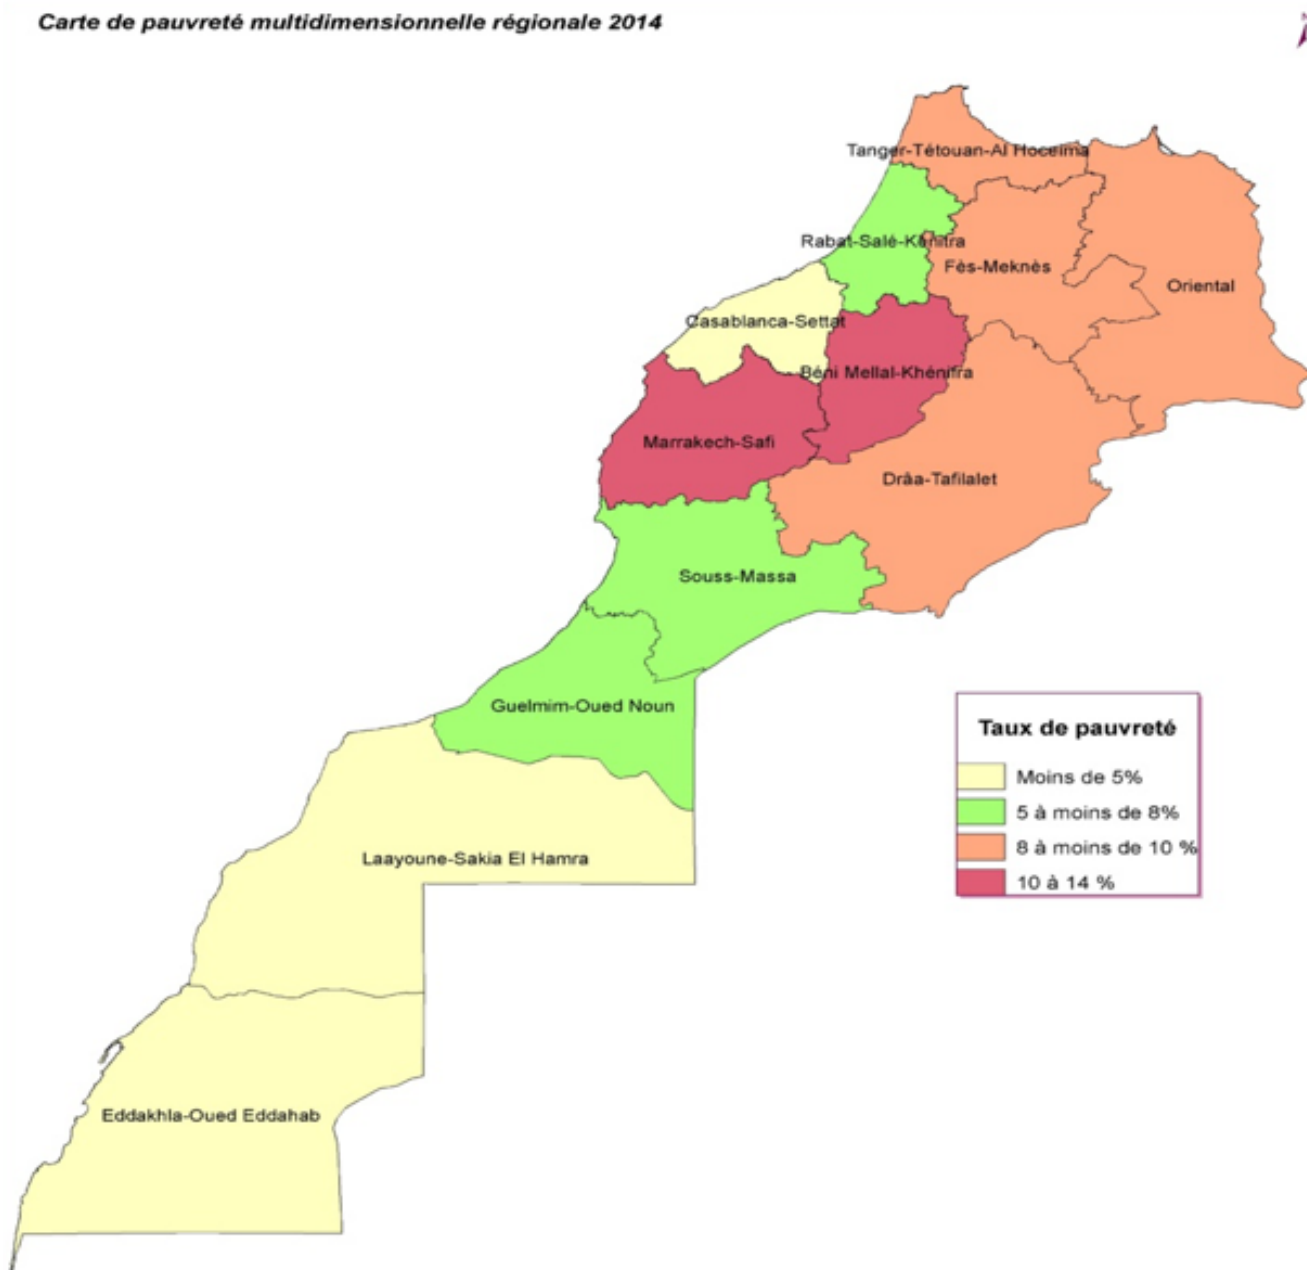 Carte de pauvreté multidimensionnelle régionale 2014
Tanger-Tétouan-Al Hoceima
Rabat-Salé-Kénitra
Fès-Meknès
Oriental
Casablanca-Settat
Béni Mellal-Khénifra
Marrakech-Safi
Drâa-Tafilalet
Souss-Massa
Guelmim-Oued Noun
Laayoune-Sakia El Hamra
Eddakhla-Oued Eddahab
Taux de pauvreté
Moins de 5%
5 à moins de 8%
8 à moins de 10 %
10 à 14 %